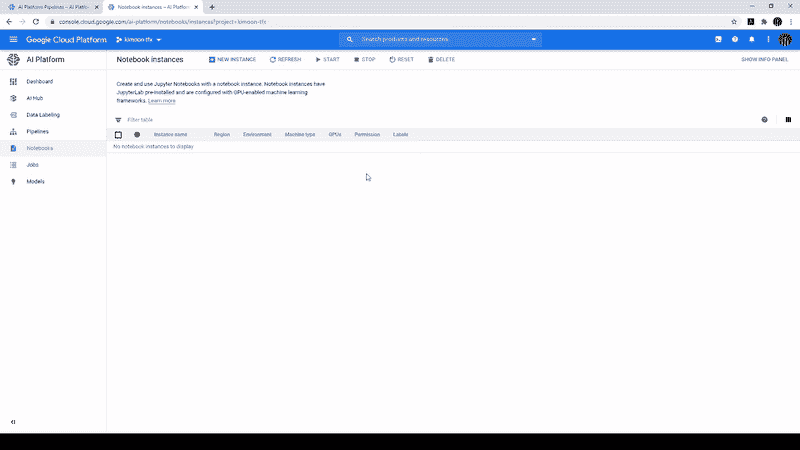 AI Platform Pipelines – AI Platf
Notebook instances – AI Platform
console.cloud.google.com/ai-platform/notebooks/instances?project=kimoon-tfx
Google Cloud Platform
kimoon-tfx
Search products and resources
AI Platform
Notebook instances
NEW INSTANCE
REFRESH
START
STOP
RESET
DELETE
SHOW INFO PANEL
Dashboard
AI Hub
Data Labeling
Pipelines
Notebooks
Jobs
Models
Create and use Jupyter Notebooks with a notebook instance. Notebook instances have
JupyterLab pre-installed and are configured with GPU-enabled machine learning
frameworks. Learn more
Filter table
Instance name Region Environment Machine type GPUs Permission Labels
No notebook instances to display